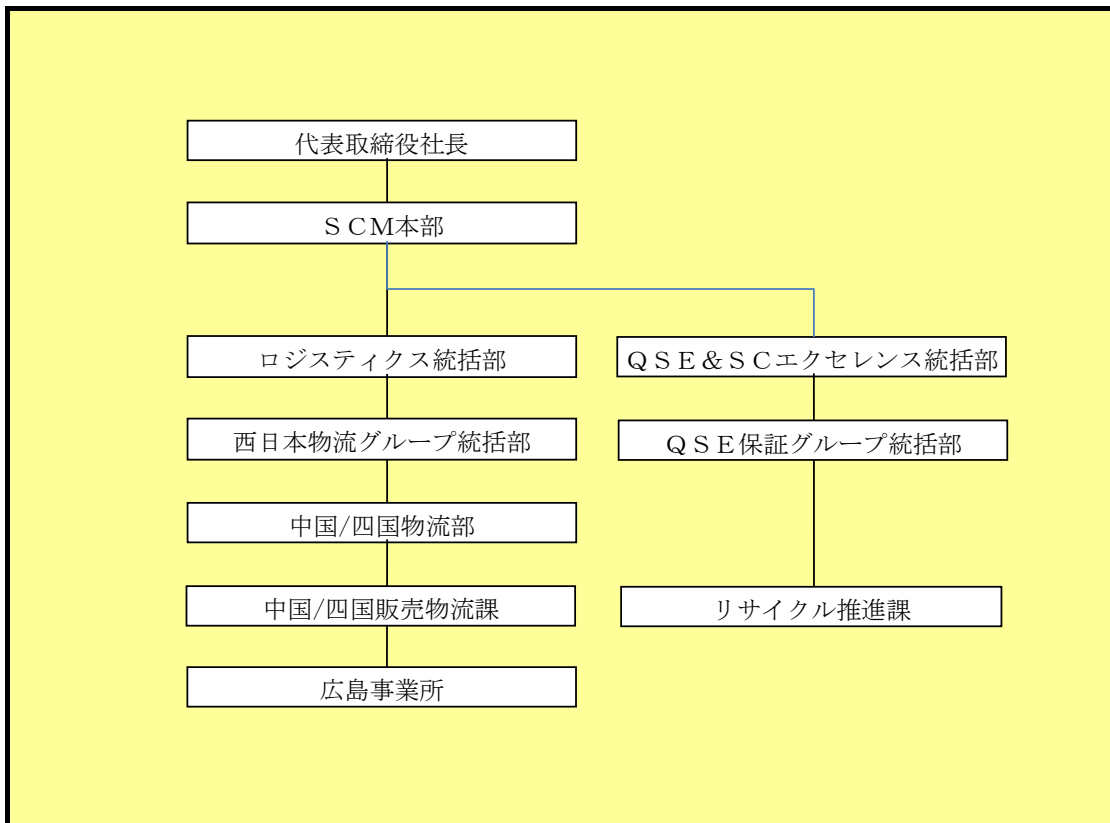 代表取締役社長
ＳＣＭ本部
ロジスティクス統括部
ＱＳＥ＆ＳＣエクセレンス統括部
西日本物流グループ統括部
ＱＳＥ保証グループ統括部
中国/四国物流部
中国/四国販売物流課
リサイクル推進課
広島事業所